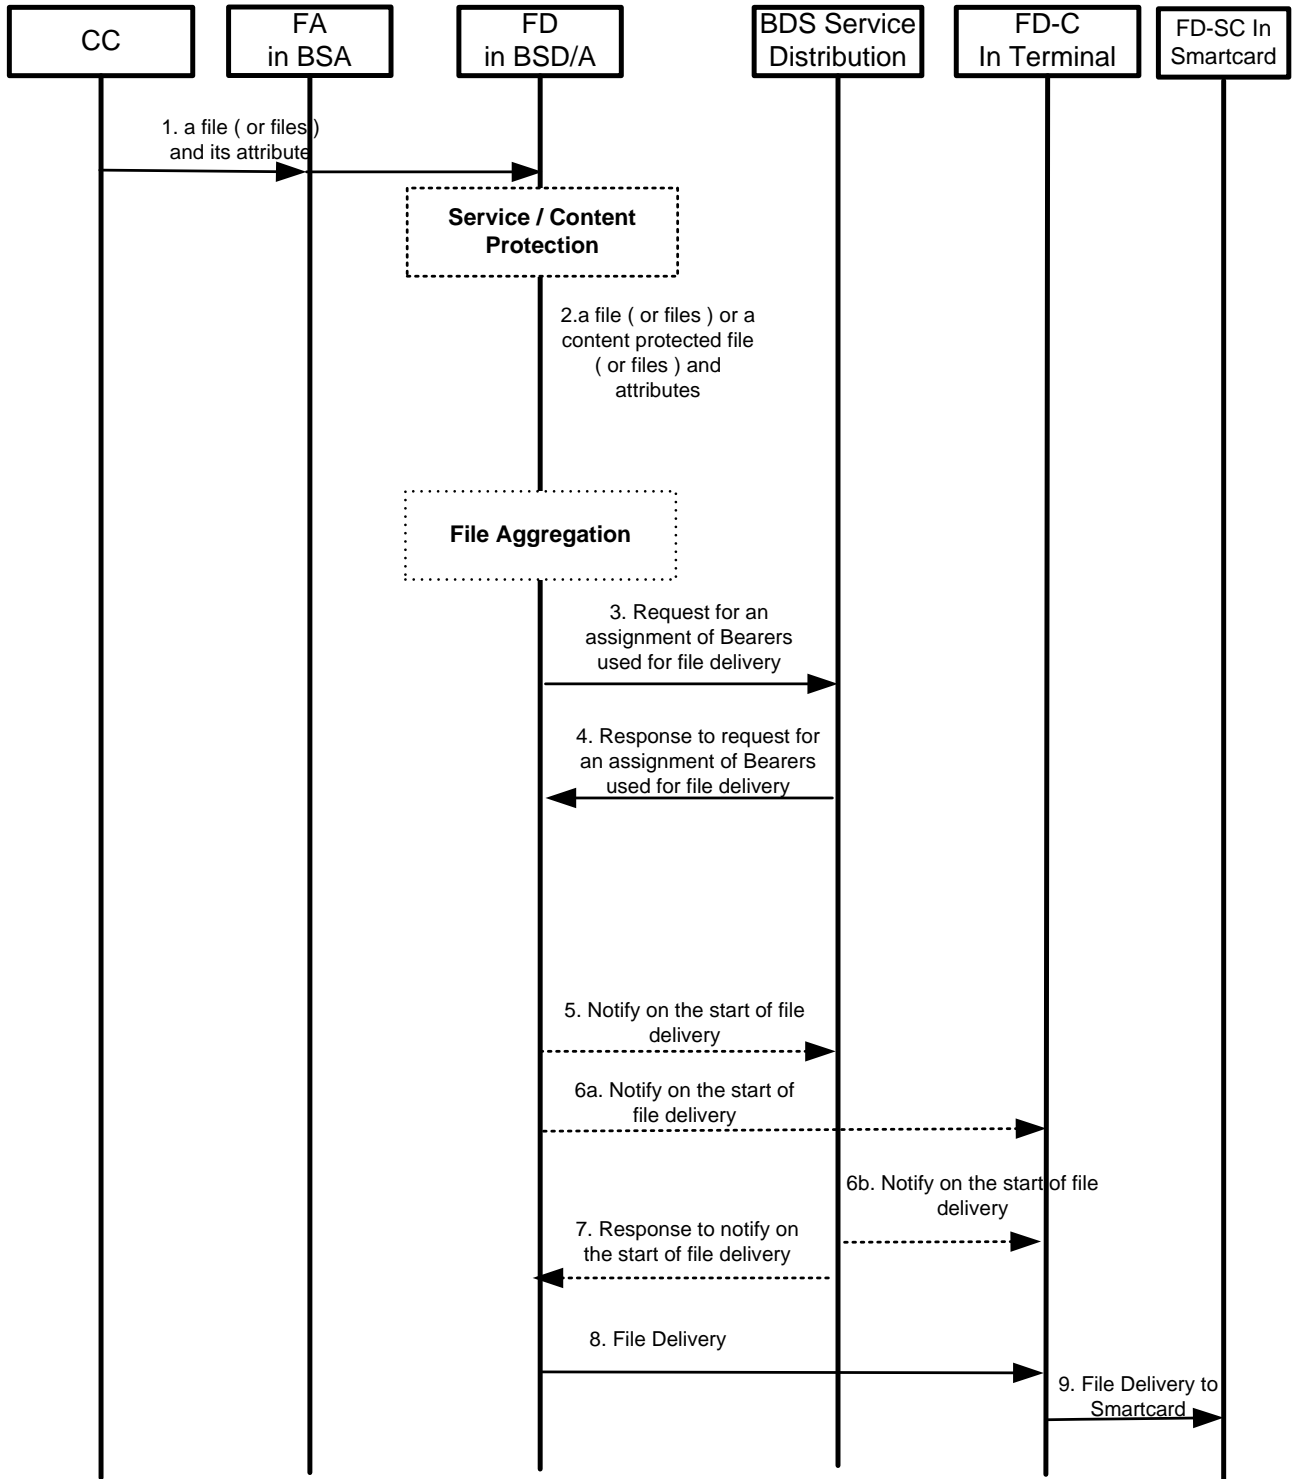 CC
FA
in BSA
FD
in BSD/A
BDS Service
Distribution
FD-C
In Terminal
FD-SC In
Smartcard
1. a file ( or files )
and its attribute
Service / Content
Protection
2.a file ( or files ) or a
content protected file
( or files ) and
attributes
File Aggregation
3. Request for an
assignment of Bearers
used for file delivery
4. Response to request for
an assignment of Bearers
used for file delivery
5. Notify on the start of file
delivery
6a. Notify on the start of
file delivery
6b. Notify on the start of file
delivery
7. Response to notify on
the start of file delivery
8. File Delivery
9. File Delivery to
Smartcard